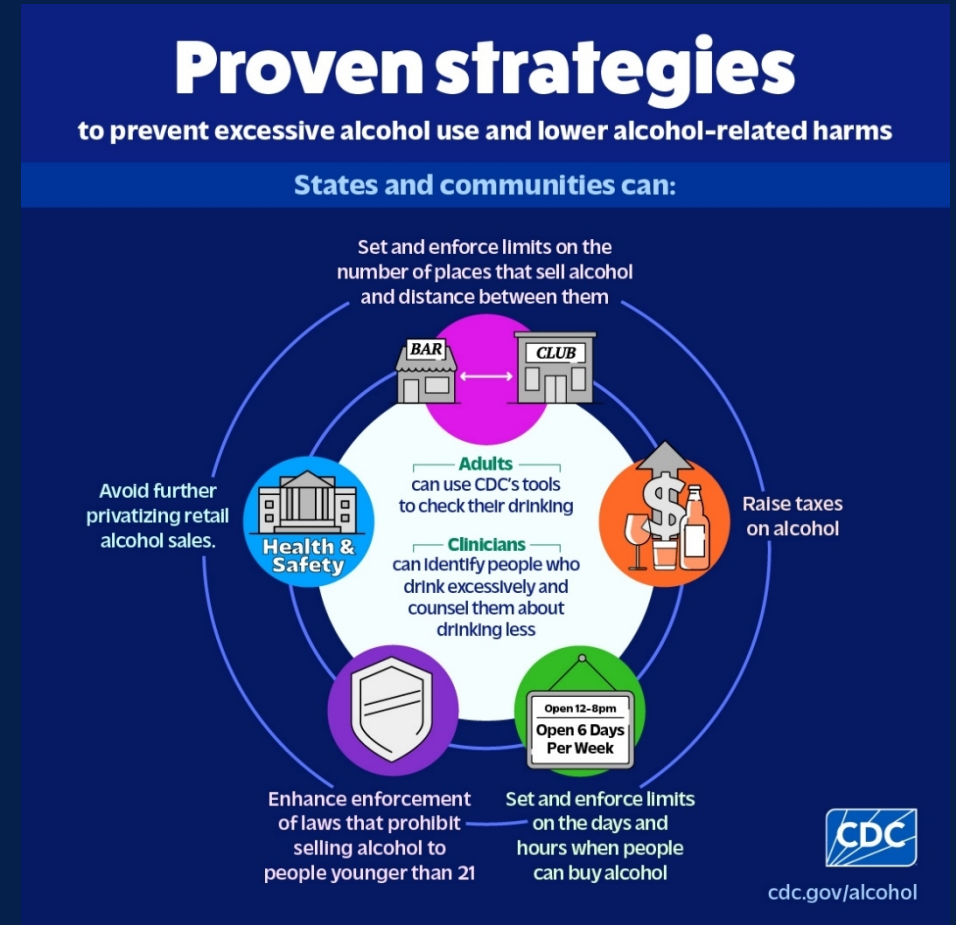 Proven strategies
to prevent excessive alcohol use and lower alcohol-related harms
States and communities can:
Set and enforce limits on the
number of places that sell alcohol
and distance between them
BAR
CLUB
Adults
can use CDC's tools
to check their drinking
Clinicians
can identify people who
drink excessively and
counsel them about
drinking less
Avoid further
privatizing retail
alcohol sales.
Health &
Safety
$
Raise taxes
on alcohol
Open 12-8pm
Open 6 Days
Per Week
Enhance enforcement
of laws that prohibit
selling alcohol to
people younger than 21
Set and enforce limits
on the days and
hours when people
can buy alcohol
CDC
cdc.gov/alcohol